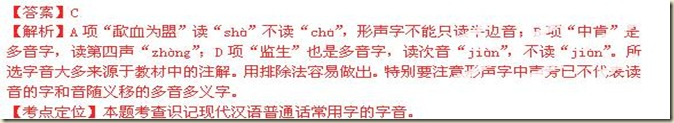 【答案】C
【解析】A 项“歃血为盟”读“shà”不读“chá”,形声字不能只读半边音;B 项“中肯”是
多音字,读第四声“zhòng”;D 项“监生”也是多音字,读次音“jiàn”,不读“jiān”。所
选字音大多来源于教材中的注解。用排除法容易做出。特别要注意形声字中声旁已不代表读
音的字和音随义移的多音多义字。
【考点定位】本题考查识记现代汉语普通话常用字的字音。